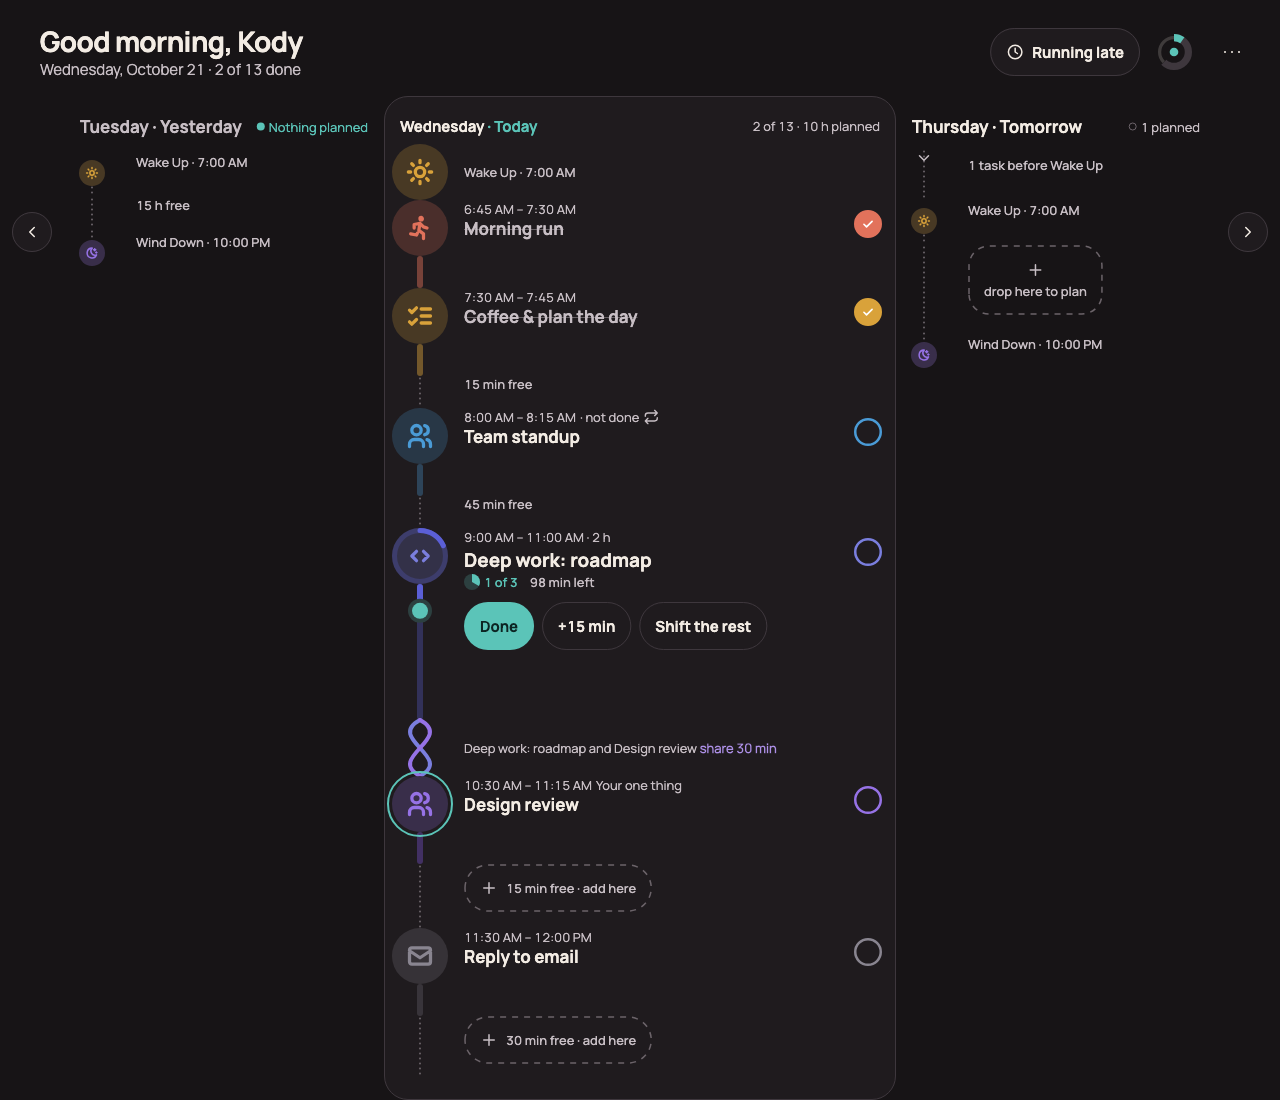 Good morning, Kody
Wednesday, October 21 · 2 of 13 done
Running late
Tuesday · Yesterday
Nothing planned
Wake Up · 7:00 AM
15 h free
Wind Down · 10:00 PM
Wednesday · Today
2 of 13 · 10 h planned
Wake Up · 7:00 AM
6:45 AM – 7:30 AM
Morning run
7:30 AM – 7:45 AM
Coffee & plan the day
15 min free
8:00 AM – 8:15 AM · not done
Team standup
45 min free
9:00 AM – 11:00 AM · 2 h
Deep work: roadmap
1 of 3 98 min left
Done
+15 min
Shift the rest
Deep work: roadmap and Design review share 30 min
10:30 AM – 11:15 AM Your one thing
Design review
15 min free · add here
11:30 AM – 12:00 PM
Reply to email
30 min free · add here
Thursday · Tomorrow
1 planned
1 task before Wake Up
Wake Up · 7:00 AM
drop here to plan
Wind Down · 10:00 PM